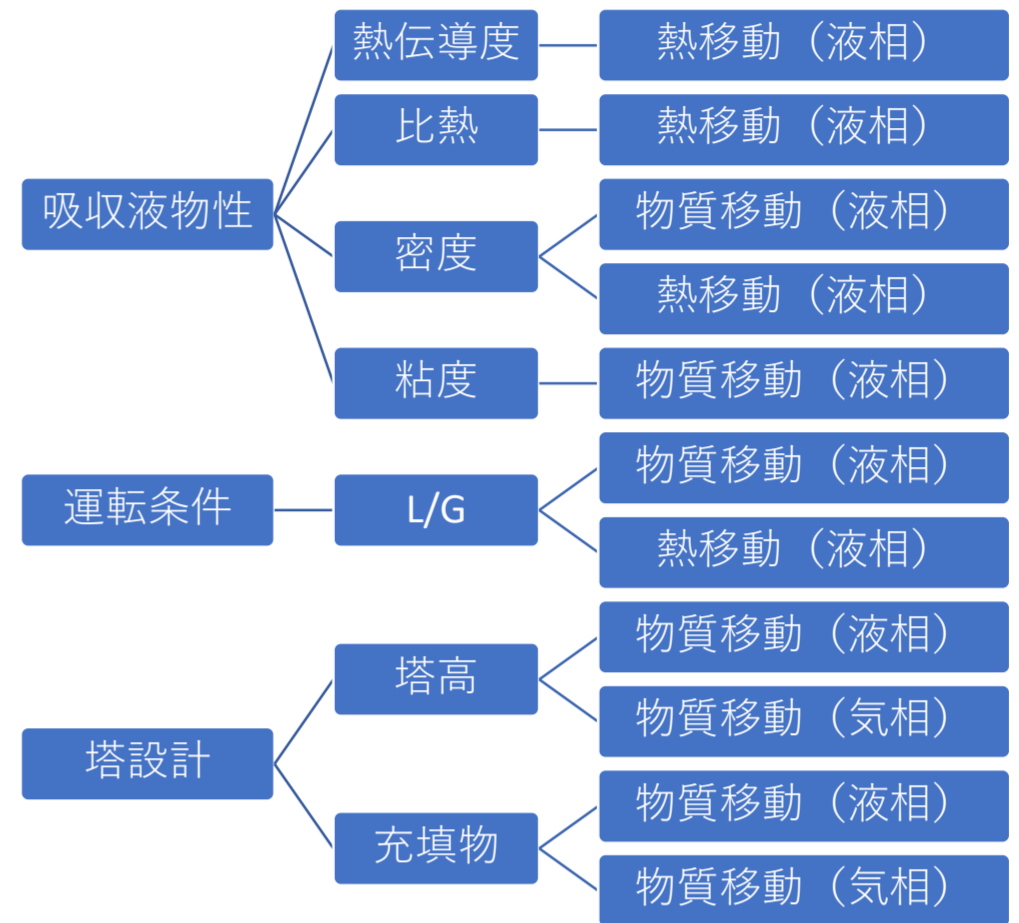 吸収液物性
熱伝導度
熱移動（液相）
比熱
熱移動（液相）
密度
物質移動（液相）
熱移動（液相）
粘度
物質移動（液相）
運転条件
L/G
物質移動（液相）
熱移動（液相）
塔設計
塔高
物質移動（液相）
物質移動（気相）
充填物
物質移動（液相）
物質移動（気相）